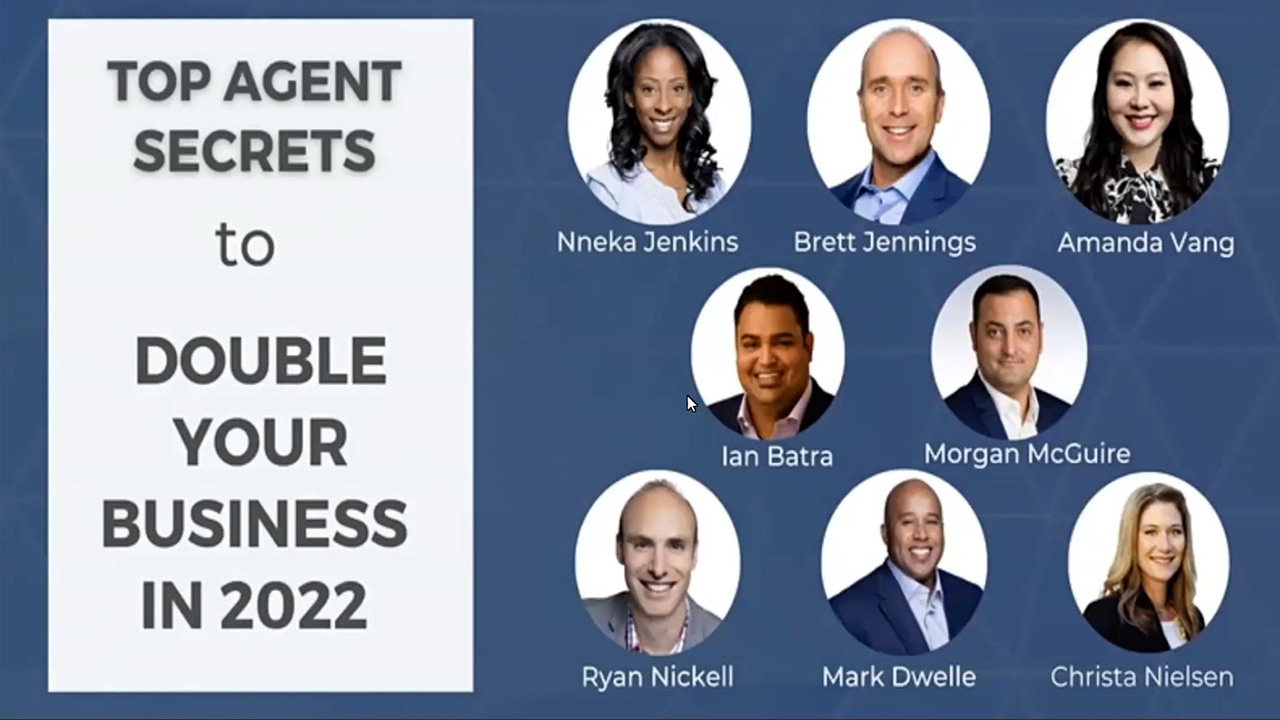 TOP AGENT
SECRETS
to
DOUBLE
YOUR
BUSINESS
IN 2022
Nneka Jenkins
Brett Jennings
Amanda Vang
Ian Batra
Morgan McGuire
Ryan Nickell
Mark Dwelle
Christa Nielsen